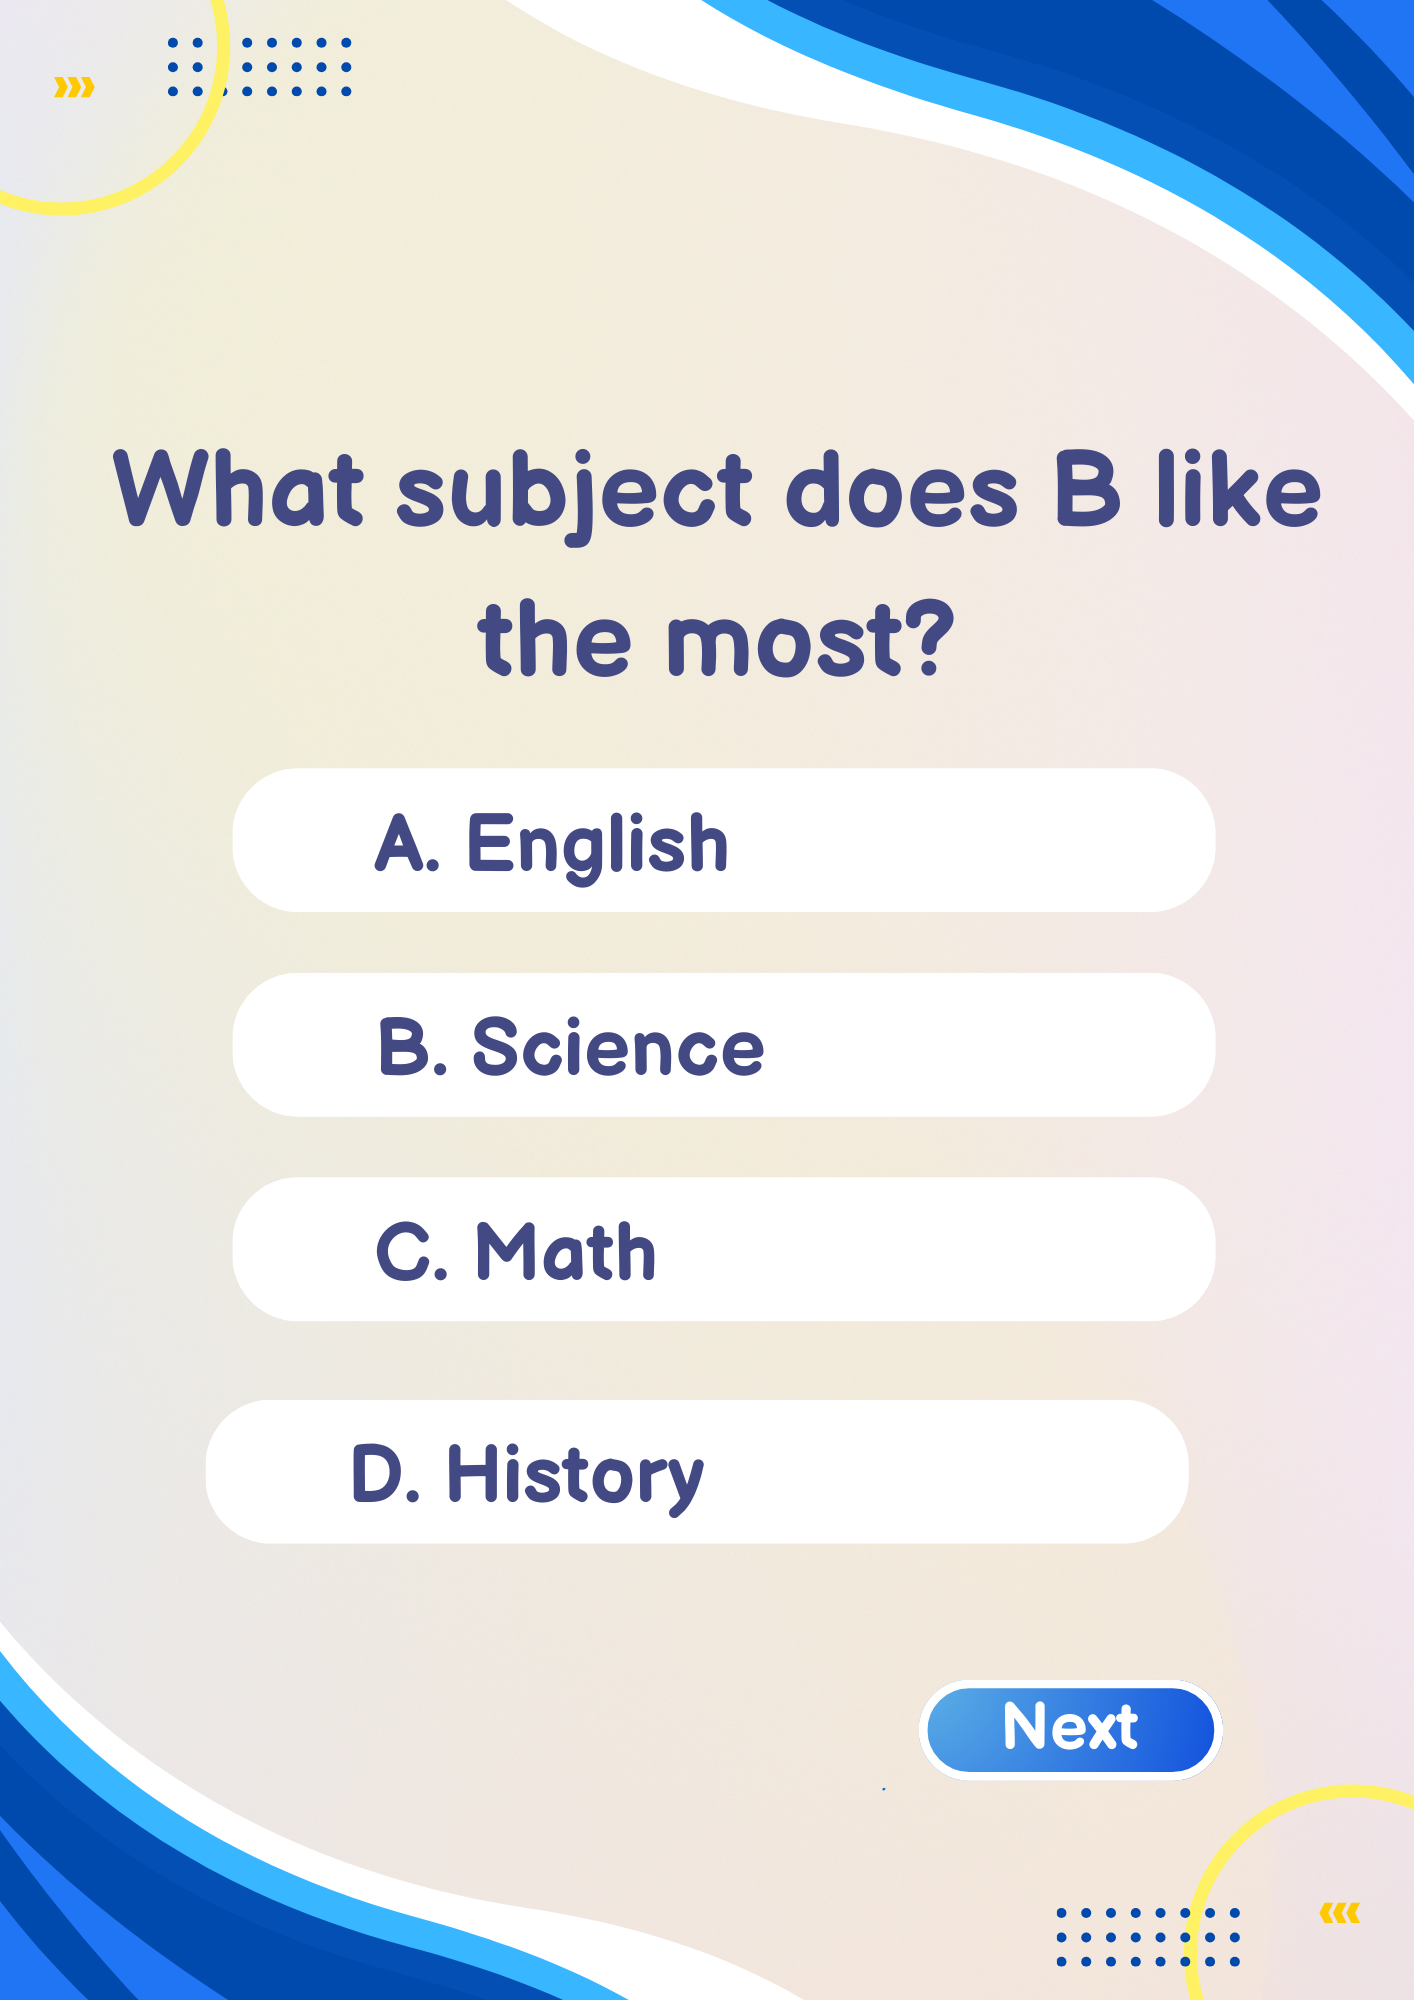 What subject does B like
the most?
A. English
B. Science
C. Math
D. History
Next